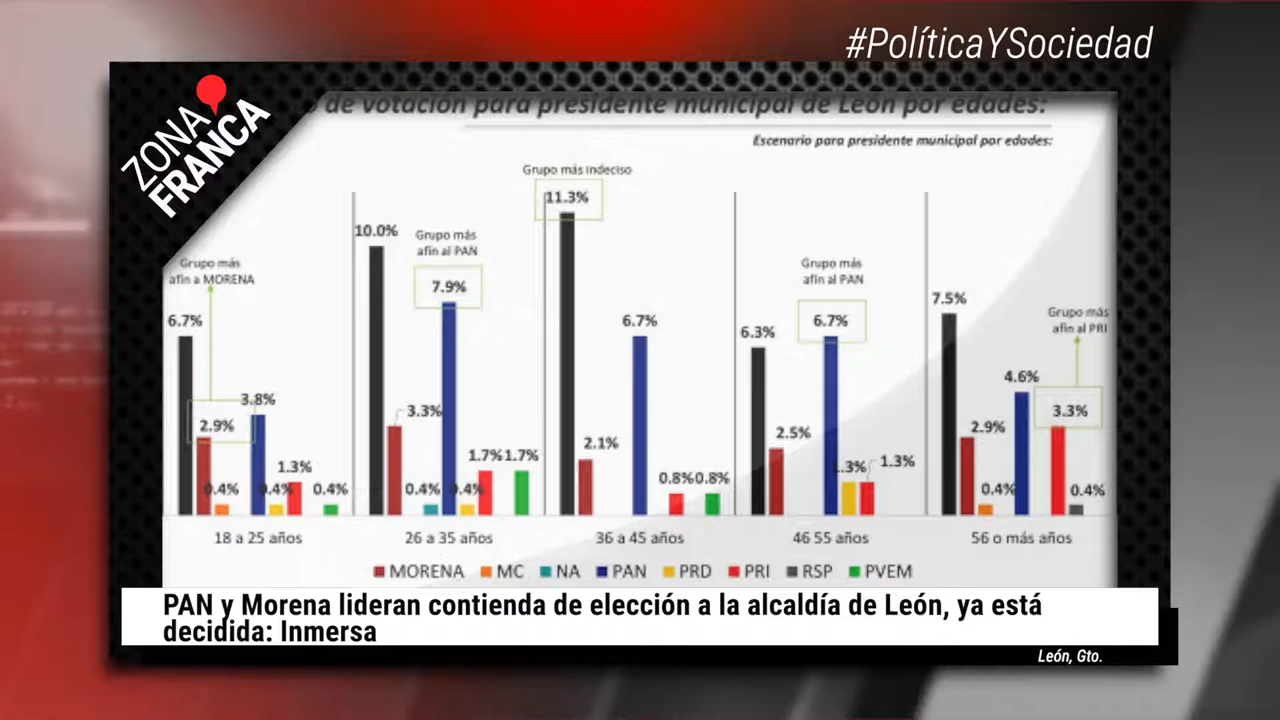 #PolíticaYSociedad
ZONA
FRANCA
de votación para presidente municipal de León por edades:
Escenario para presidente municipal por edades:
Grupo más indeciso
11.3%
10.0%
Grupo más
afin al PAN
7.9%
Grupo más
afin a MORENA
Grupo más
afin al PAN
6.7%
6.7%
6.7%
6.3%
7.5%
Grupo más
afin al PRI
2.9%
3.8%
3.3%
2.1%
2.5%
2.9%
4.6%
3.3%
0.4%
0.4%
1.3%
0.4%
0.4%
0.4%
1.7%
1.7%
0.8%
0.8%
1.3%
1.3%
0.4%
0.4%
18 a 25 años
26 a 35 años
36 a 45 años
46 55 años
56 o más años
MORENA MC NA PAN PRD PRI RSP PVEM
PAN y Morena lideran contienda de elección a la alcaldía de León, ya está
decidida: Inmersa
León, Gto.